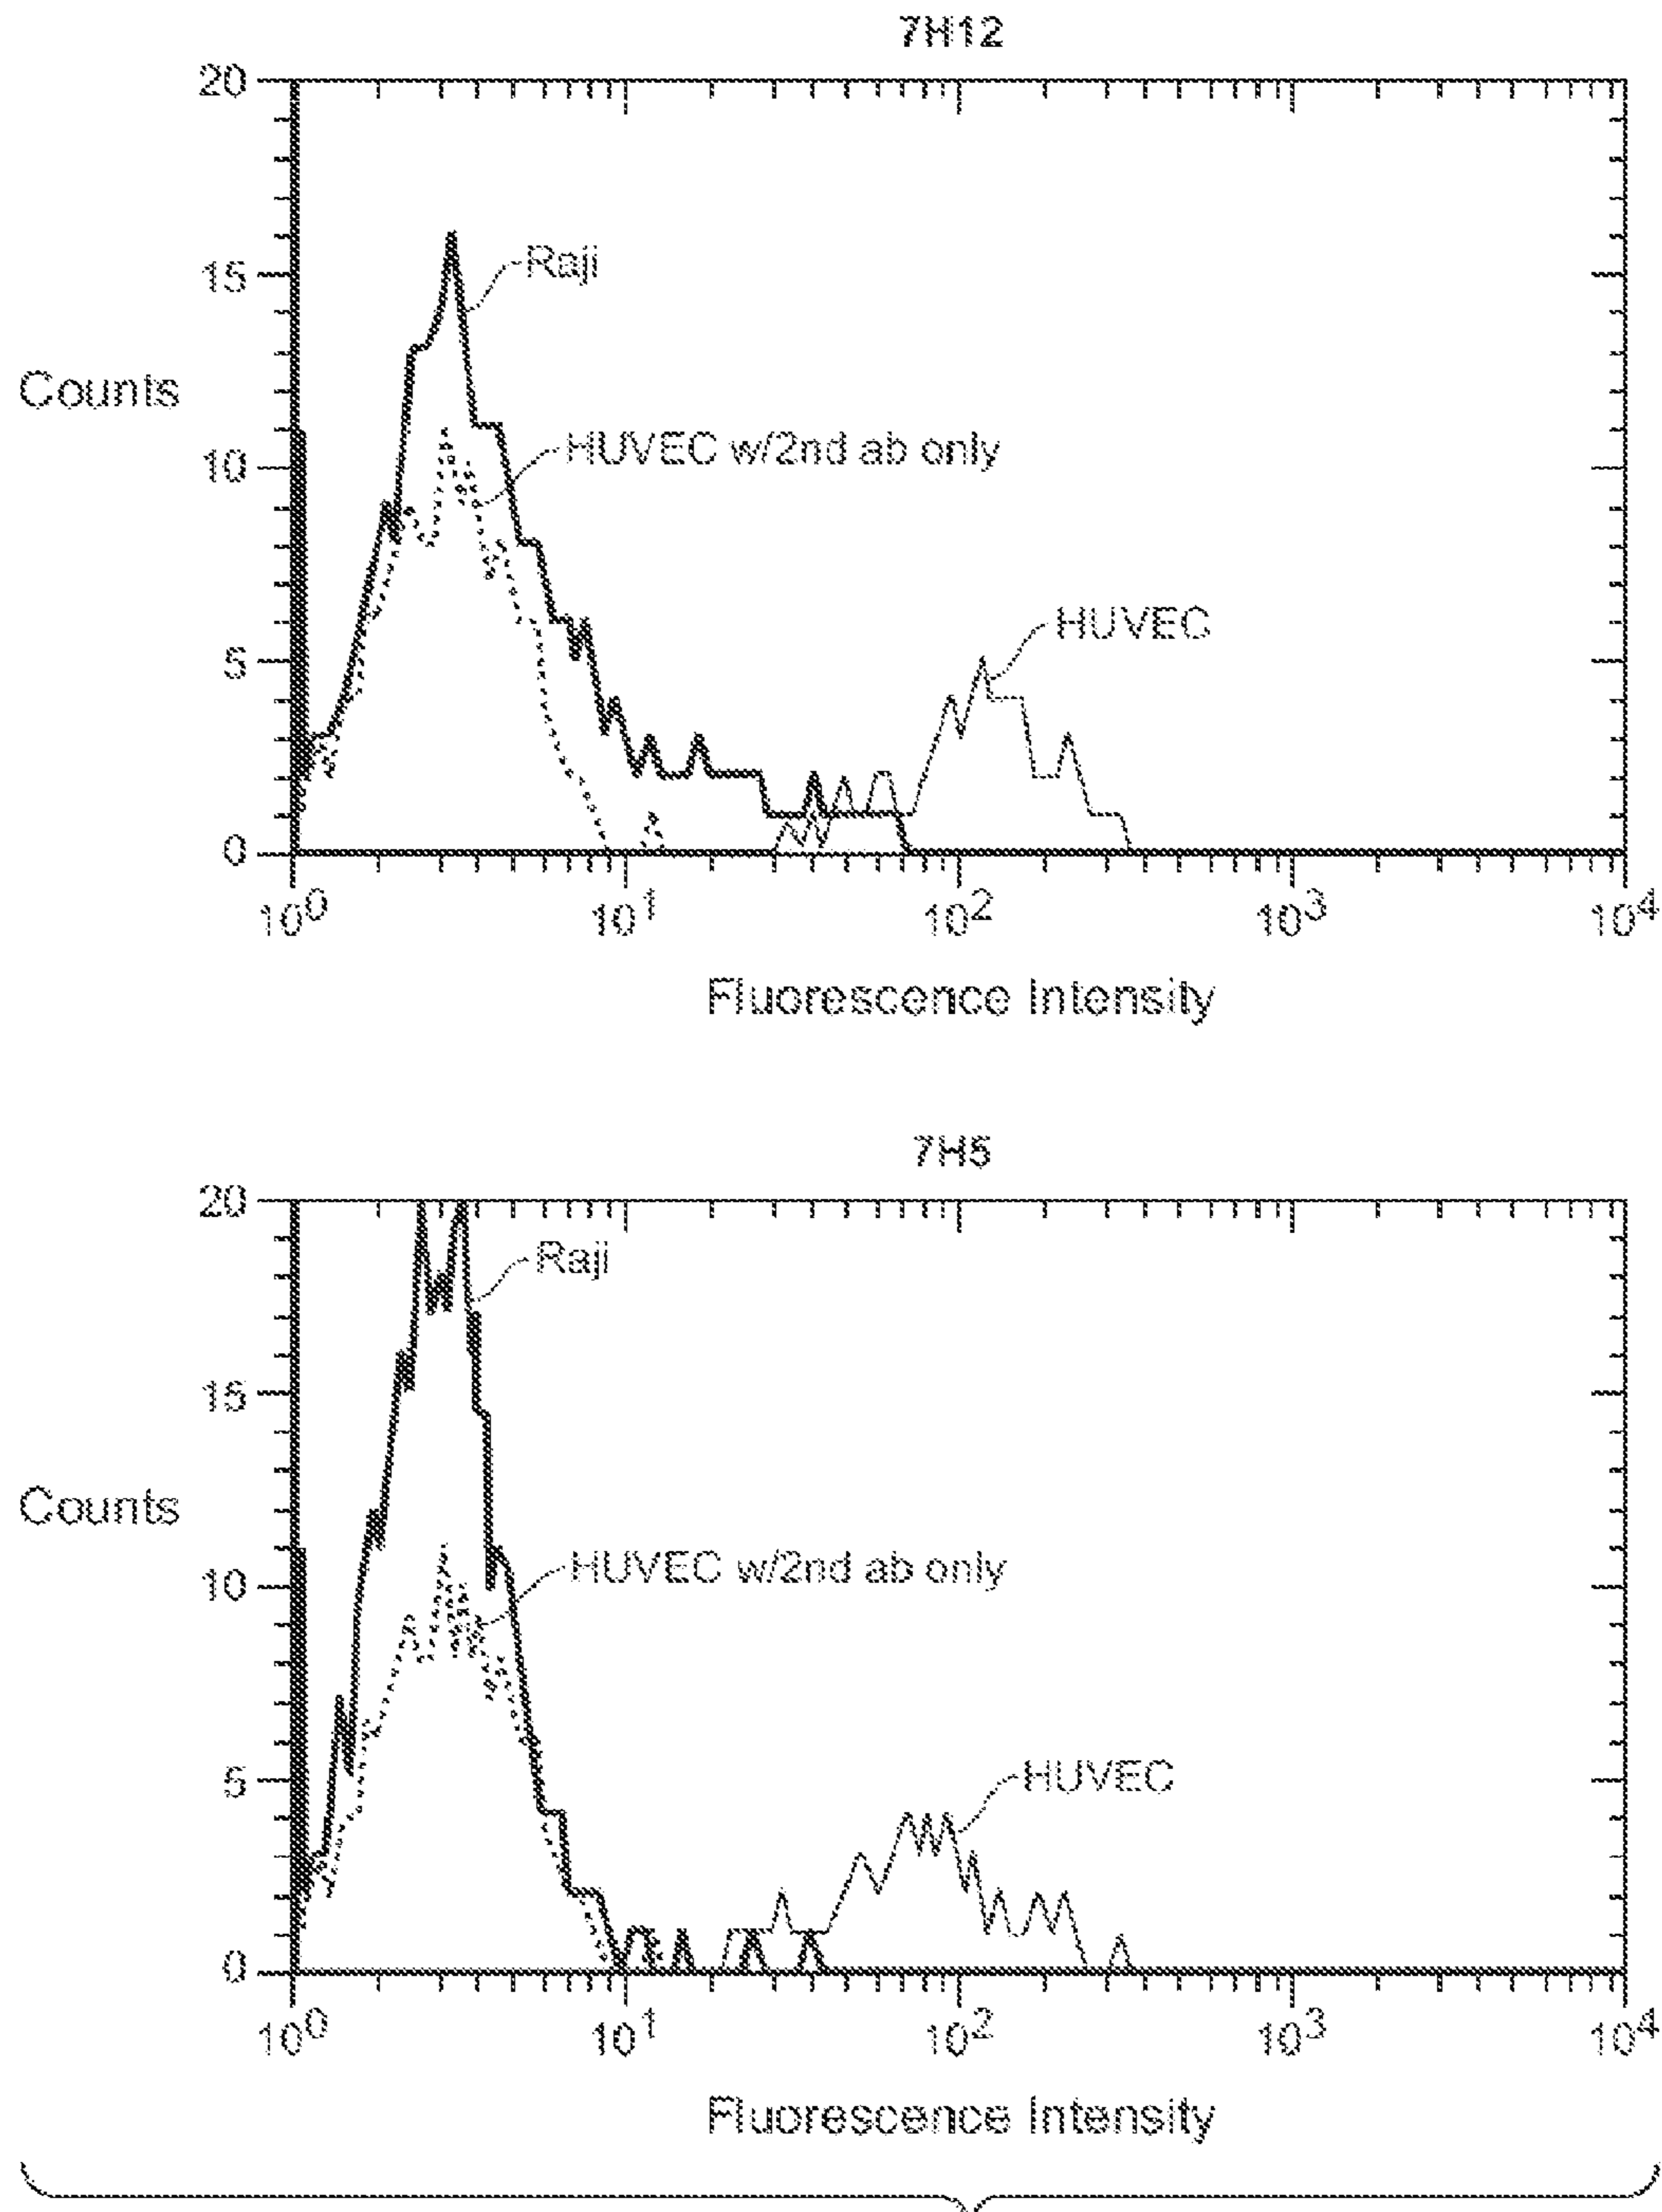 7H12
20
15
10
5
0
Counts
Raji
HUVEC w/2nd ab only
HUVEC
10^0 10^1 10^2 10^3 10^4
Fluorescence Intensity
7H5
20
15
10
5
0
Counts
Raji
HUVEC w/2nd ab only
HUVEC
10^0 10^1 10^2 10^3 10^4
Fluorescence Intensity